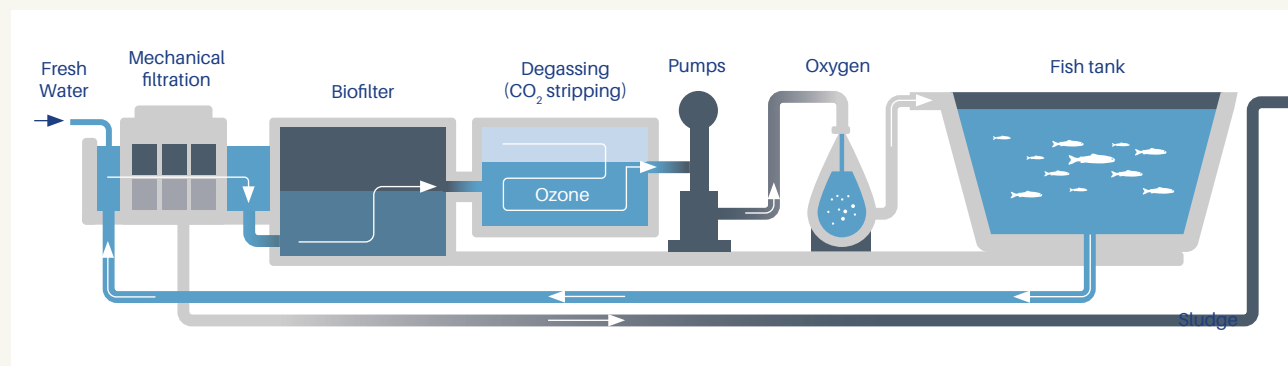 Fresh
Water
Mechanical
filtration
Biofilter
Degassing
(CO₂ stripping)
Pumps
Oxygen
Fish tank
Ozone
Sludge